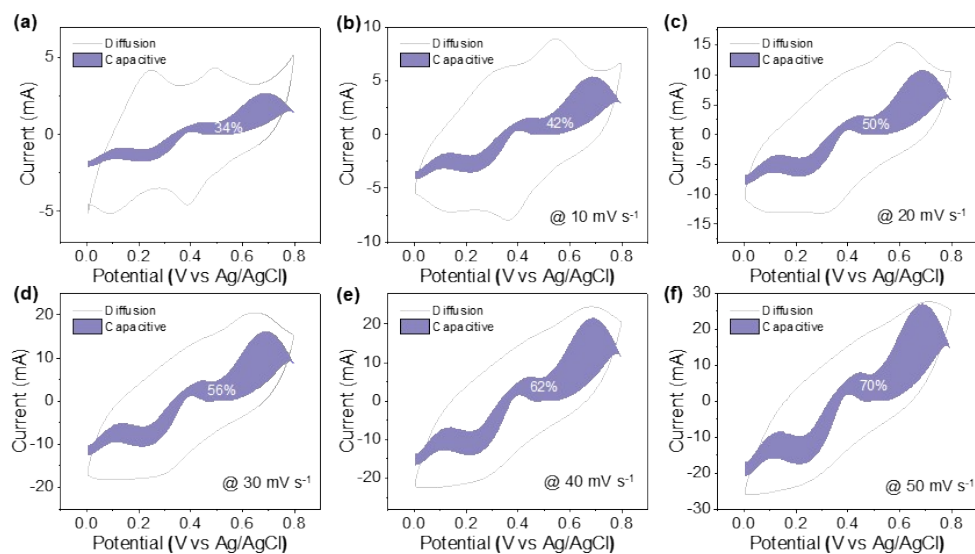 (a)
Diffusion
Capacitive
34%
5
0
-5
Current (mA)
0.0 0.2 0.4 0.6 0.8
Potential (V vs Ag/AgCl)
(b)
Diffusion
Capacitive
42%
@ 10 mV s⁻¹
10
5
0
-5
-10
Current (mA)
0.0 0.2 0.4 0.6 0.8
Potential (V vs Ag/AgCl)
(c)
Diffusion
Capacitive
50%
@ 20 mV s⁻¹
15
10
5
0
-5
-10
-15
Current (mA)
0.0 0.2 0.4 0.6 0.8
Potential (V vs Ag/AgCl)
(d)
Diffusion
Capacitive
56%
@ 30 mV s⁻¹
20
10
0
-10
-20
Current (mA)
0.0 0.2 0.4 0.6 0.8
Potential (V vs Ag/AgCl)
(e)
Diffusion
Capacitive
62%
@ 40 mV s⁻¹
20
10
0
-10
-20
Current (mA)
0.0 0.2 0.4 0.6 0.8
Potential (V vs Ag/AgCl)
(f)
Diffusion
Capacitive
70%
@ 50 mV s⁻¹
30
20
10
0
-10
-20
-30
Current (mA)
0.0 0.2 0.4 0.6 0.8
Potential (V vs Ag/AgCl)